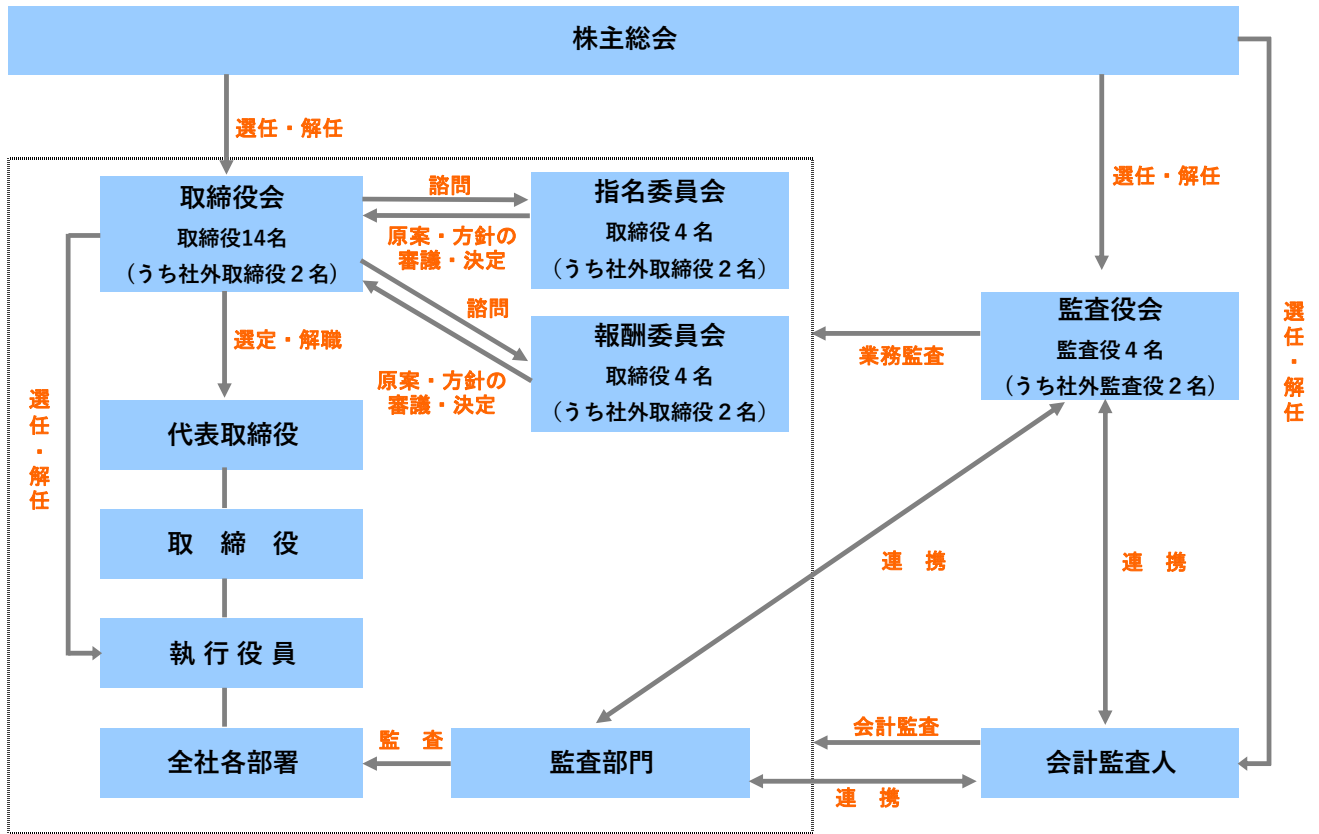 株主総会
選任・解任
選任・解任
選任・解任
取締役会
取締役14名
（うち社外取締役２名）
諮問
原案・方針の
審議・決定
指名委員会
取締役４名
（うち社外取締役２名）
諮問
原案・方針の
審議・決定
報酬委員会
取締役４名
（うち社外取締役２名）
業務監査
監査役会
監査役４名
（うち社外監査役２名）
選定・解職
選任・解任
代表取締役
取　締　役
執 行 役 員
連　携
連　携
全社各部署
監　査
監査部門
会計監査
連　携
会計監査人